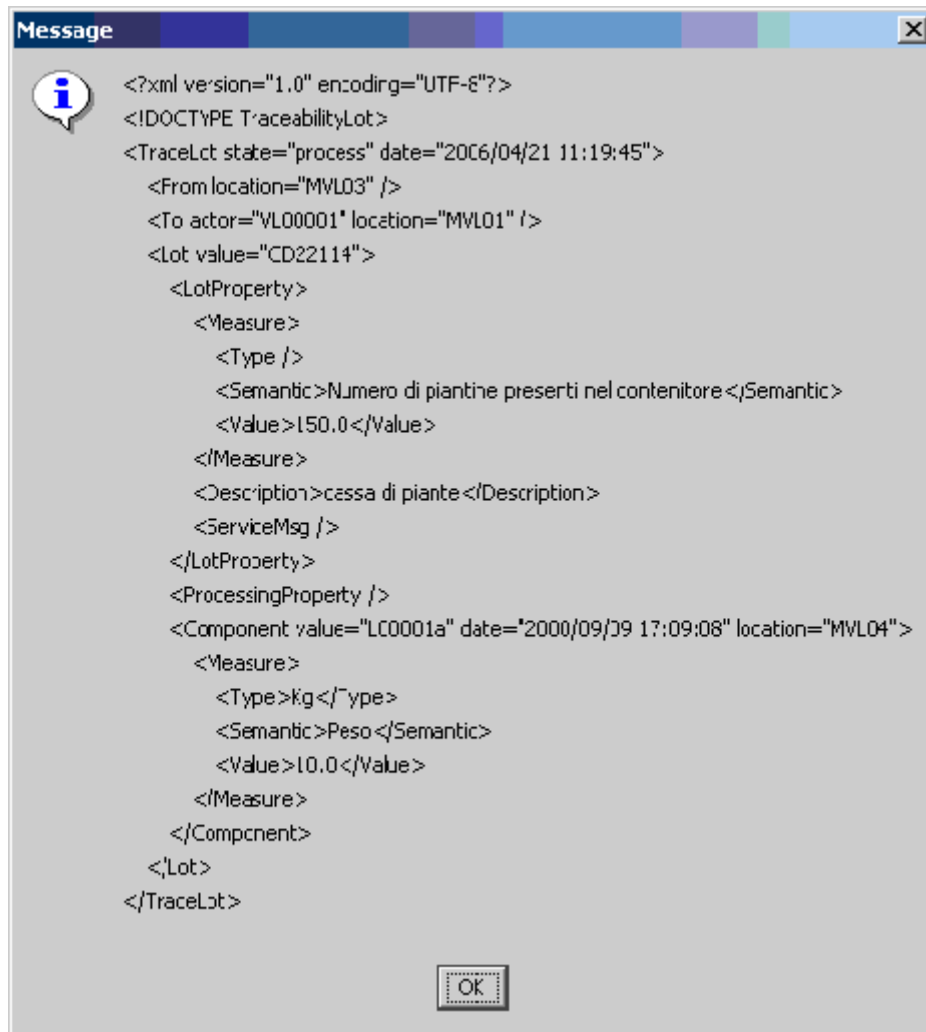 Message
<?xml version="1.0" encoding="UTF-8"?>
<!DOCTYPE TraceabilityLot>
<TraceLot state="process" date="2006/04/21 11:19:45">
<From location="MVL03" />
<To actor="VL00001" location="MVL01" />
<Lot value="CD22114">
<LotProperty>
<Measure>
<Type />
<Semantic>Numero di piantine presenti nel contenitore</Semantic>
<Value>150.0</Value>
</Measure>
<Description>cassa di piante</Description>
<ServiceMsg />
</LotProperty>
<ProcessingProperty />
<Component value="LC0001a" date="2000/09/09 17:09:08" location="MVL04">
<Measure>
<Type>Kg</Type>
<Semantic>Peso</Semantic>
<Value>10.0</Value>
</Measure>
</Component>
</Lot>
</TraceLot>
OK